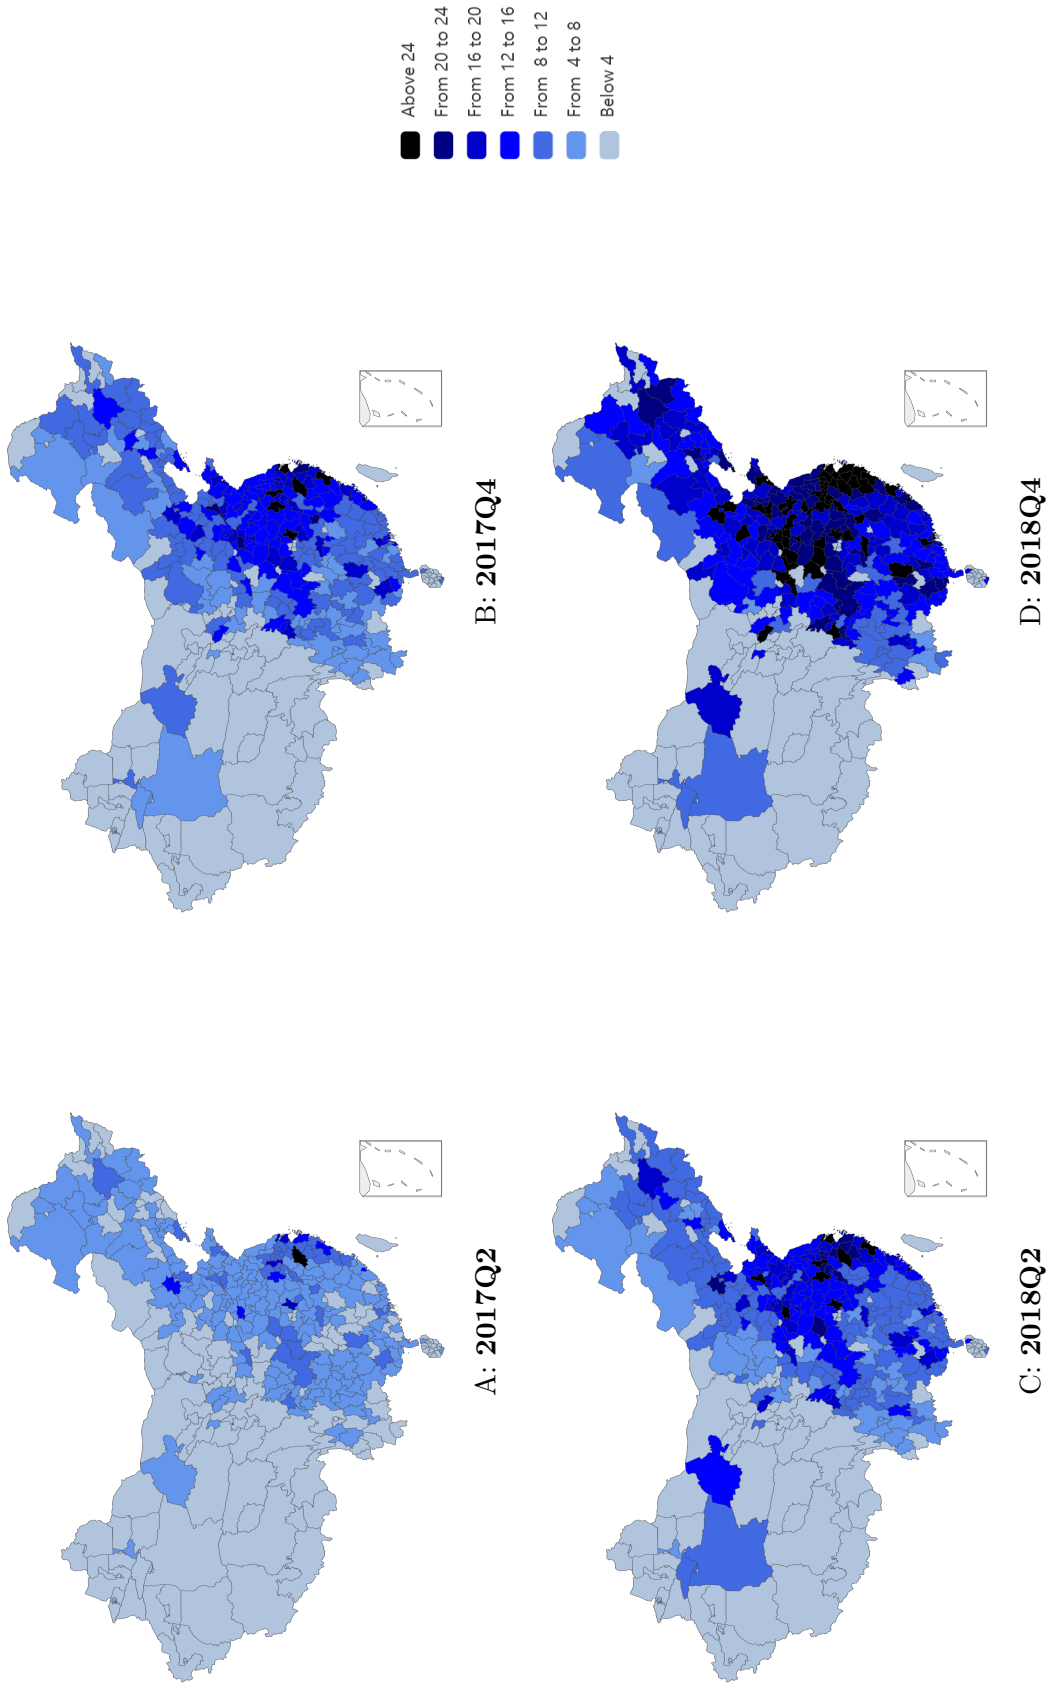 A: 2017Q2
B: 2017Q4
C: 2018Q2
D: 2018Q4
Above 24
From 20 to 24
From 16 to 20
From 12 to 16
From 8 to 12
From 4 to 8
Below 4